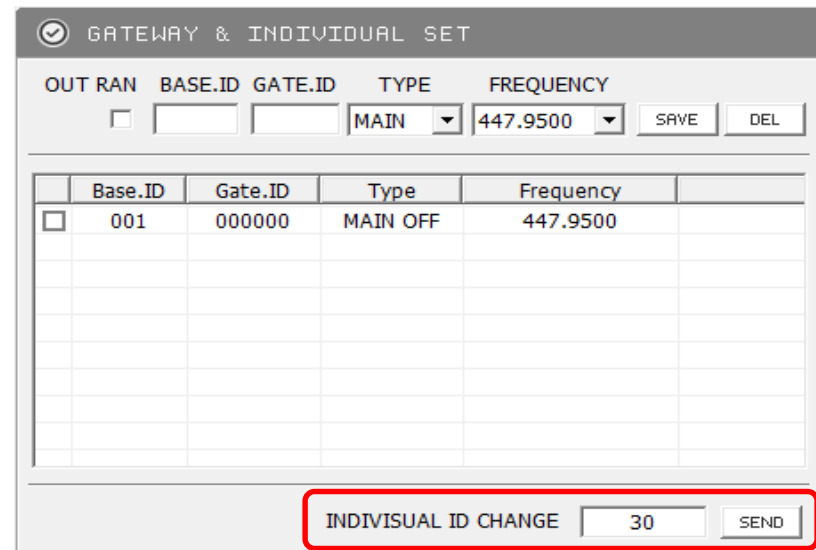 GATEWAY & INDIVIDUAL SET
OUT RAN BASE.ID GATE.ID TYPE FREQUENCY
MAIN 447.9500 SAVE DEL
Base.ID Gate.ID Type Frequency
001 000000 MAIN OFF 447.9500
INDIVISUAL ID CHANGE 30 SEND